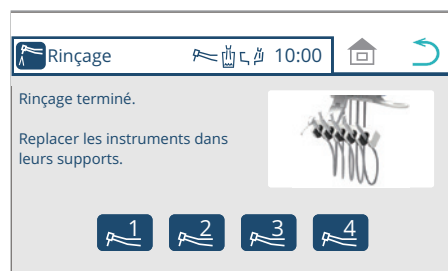 Rinçage
10:00
Rinçage terminé.
Replacer les instruments dans
leurs supports.
1
2
3
4